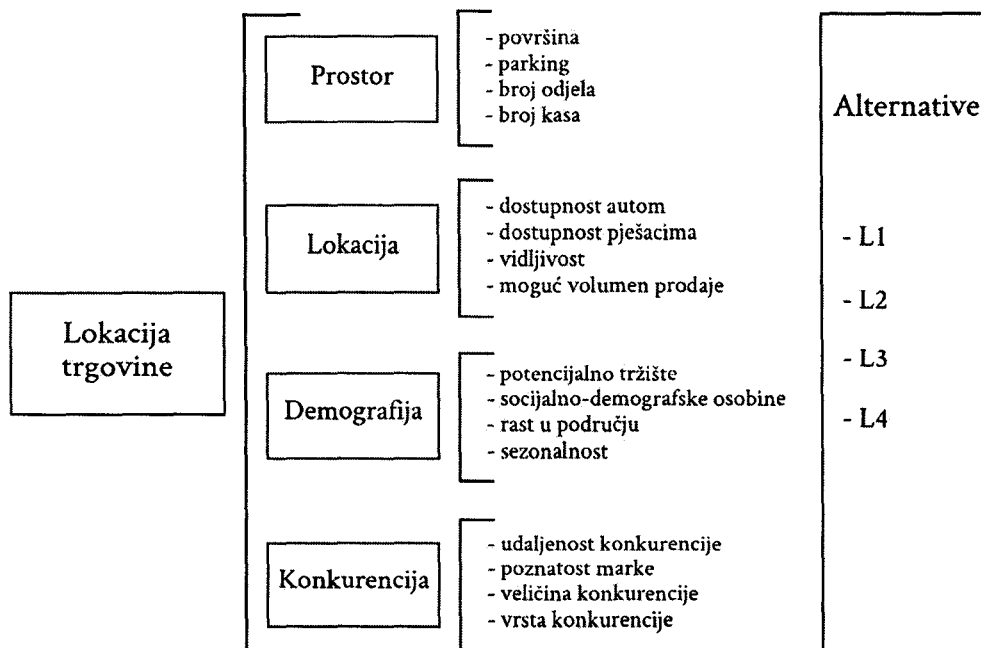 Lokacija
trgovine
Prostor
- površina
- parking
- broj odjela
- broj kasa
Lokacija
- dostupnost autom
- dostupnost pješacima
- vidljivost
- moguć volumen prodaje
Demografija
- potencijalno tržište
- socijalno-demografske osobine
- rast u području
- sezonalnost
Konkurencija
- udaljenost konkurencije
- poznatost marke
- veličina konkurencije
- vrsta konkurencije
Alternative
- L1
- L2
- L3
- L4